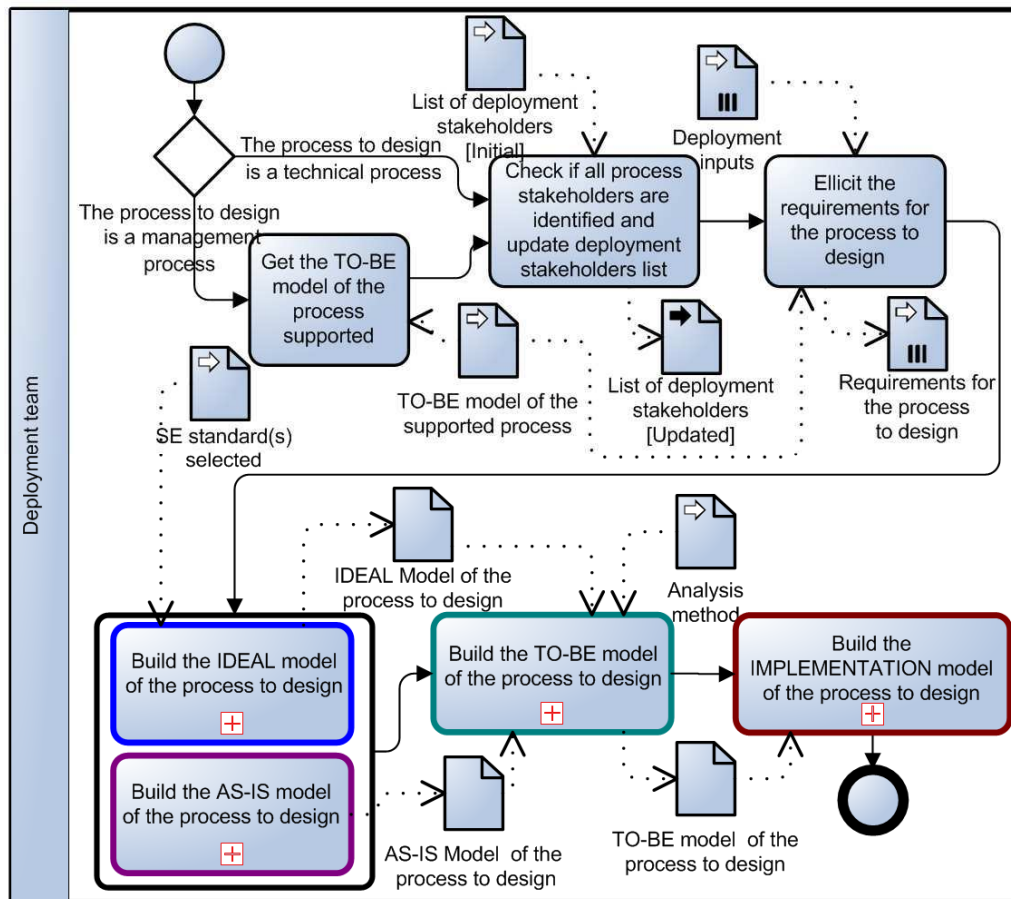 Deployment team
List of deployment
stakeholders
[Initial]
Deployment
inputs
The process to design
is a technical process
The process to design
is a management
process
Get the TO-BE
model of the
process
supported
Check if all process
stakeholders are
identified and
update deployment
stakeholders list
Ellicit the
requirements for
the process to
design
SE standard(s)
selected
TO-BE model of the
supported process
List of deployment
stakeholders
[Updated]
Requirements for
the process
to design
IDEAL Model of the
process to design
Analysis
method
Build the IDEAL model
of the process to design
Build the AS-IS model
of the process to design
Build the TO-BE model
of the process to design
Build the
IMPLEMENTATION model
of the process to design
AS-IS Model of the
process to design
TO-BE model of the
process to design